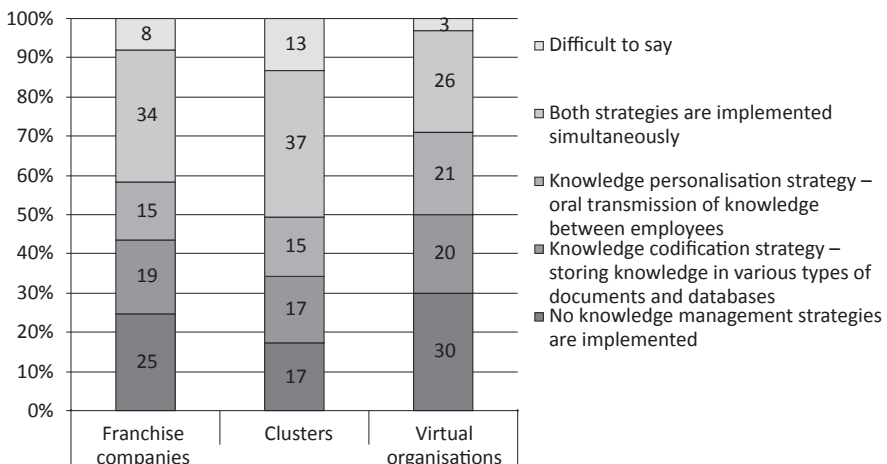 100%
90%
80%
70%
60%
50%
40%
30%
20%
10%
0%
8
34
15
19
25
13
37
15
17
17
3
26
21
20
30
Franchise
companies
Clusters
Virtual
organisations
Difficult to say
Both strategies are implemented
simultaneously
Knowledge personalisation strategy –
oral transmission of knowledge
between employees
Knowledge codification strategy –
storing knowledge in various types of
documents and databases
No knowledge management strategies
are implemented